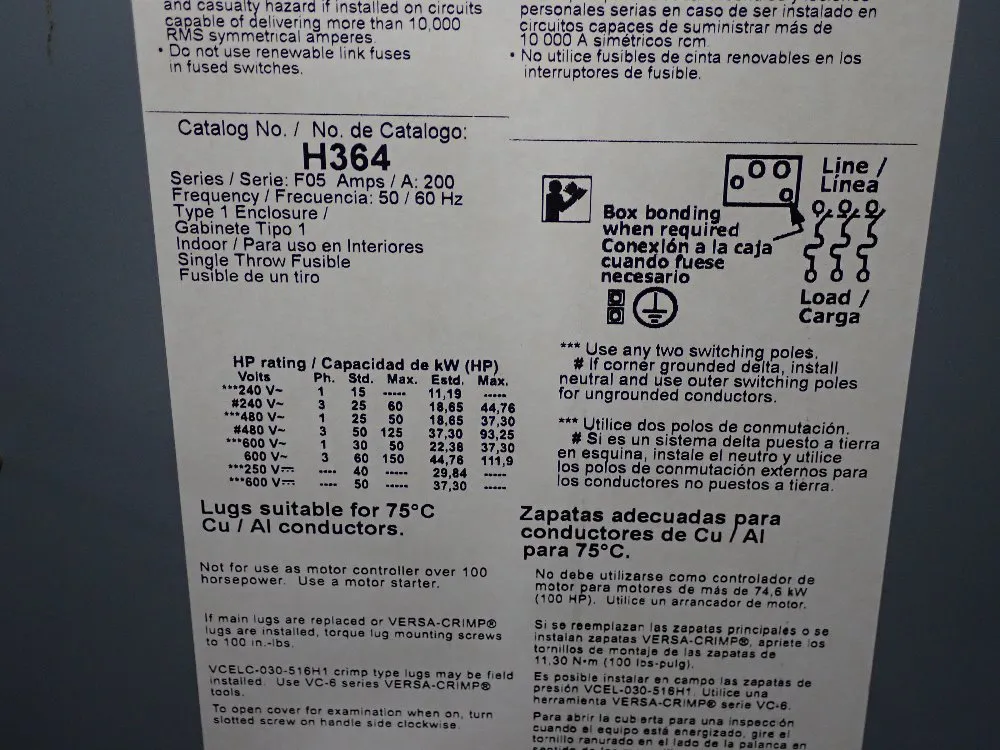 and casualty hazard if installed on circuits
capable of delivering more than 10,000
RMS symmetrical amperes.
• Do not use renewable link fuses
in fused switches.
personales serias en caso de ser instalado en
circuitos capaces de suministrar más de
10 000 A simétricos rcm.
• No utilice fusibles de cinta renovables en los
interruptores de fusible.
Catalog No. / No. de Catalogo:
H364
Series / Serie: F05 Amps / A: 200
Frequency / Frecuencia: 50 / 60 Hz
Type 1 Enclosure /
Gabinete Tipo 1
Indoor / Para uso en Interiores
Single Throw Fusible
Fusible de un tiro
Line /
Línea
Box bonding
when required
Conexión a la caja
cuando fuese
necesario
Load /
Carga
HP rating / Capacidad de kW (HP)
Volts Ph. Std. Max. Estd. Max.
***240 V~ 1 15 ----- 11,19 -----
#240 V~ 3 25 60 18,65 44,76
***480 V~ 1 25 50 18,65 37,30
#480 V~ 3 50 125 37,30 93,25
***600 V~ 1 30 50 22,38 37,30
600 V~ 3 60 150 44,76 111,9
***250 V⎓ ---- 40 ----- 29,84 -----
***600 V⎓ ---- 50 ----- 37,30 -----
*** Use any two switching poles.
# If corner grounded delta, install
neutral and use outer switching poles
for ungrounded conductors.
*** Utilice dos polos de conmutación.
# Si es un sistema delta puesto a tierra
en esquina, instale el neutro y utilice
los polos de conmutación externos para
los conductores no puestos a tierra.
Lugs suitable for 75°C
Cu / Al conductors.
Zapatas adecuadas para
conductores de Cu / Al
para 75°C.
Not for use as motor controller over 100
horsepower. Use a motor starter.
If main lugs are replaced or VERSA-CRIMP®
lugs are installed, torque lug mounting screws
to 100 in.-lbs.
VCELC-030-516H1 crimp type lugs may be field
installed. Use VC-6 series VERSA-CRIMP®
tools.
To open cover for examination when on, turn
slotted screw on handle side clockwise.
No debe utilizarse como controlador de
motor para motores de más de 74,6 kW
(100 HP). Utilice un arrancador de motor.
Si se reemplazan las zapatas principales o se
instalan zapatas VERSA-CRIMP®, apriete los
tornillos de montaje de las zapatas de
11,30 N•m (100 lbs-pulg).
Es posible instalar en campo las zapatas de
presión VCEL-030-516H1. Utilice una
herramienta VERSA-CRIMP® serie VC-6.
Para abrir la cubierta para una inspección
cuando el equipo está energizado, gire el
tornillo ranurado en el lado de la palanca en